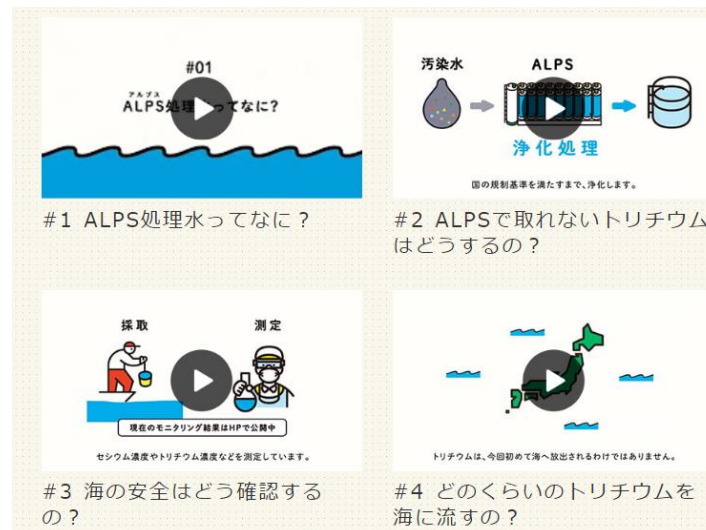 #01
アルプス
ALPS処理 ってなに?
#1 ALPS処理水ってなに？
汚染水
ALPS
浄化処理
国の規制基準を満たすまで、浄化します。
#2 ALPSで取れないトリチウム
はどうするの？
採取
測定
現在のモニタリング結果はHPで公開中
セシウム濃度やトリチウム濃度などを測定しています。
#3 海の安全はどう確認する
の？
トリチウムは、今回初めて海へ放出されるわけではありません。
#4 どのくらいのトリチウムを
海に流すの？